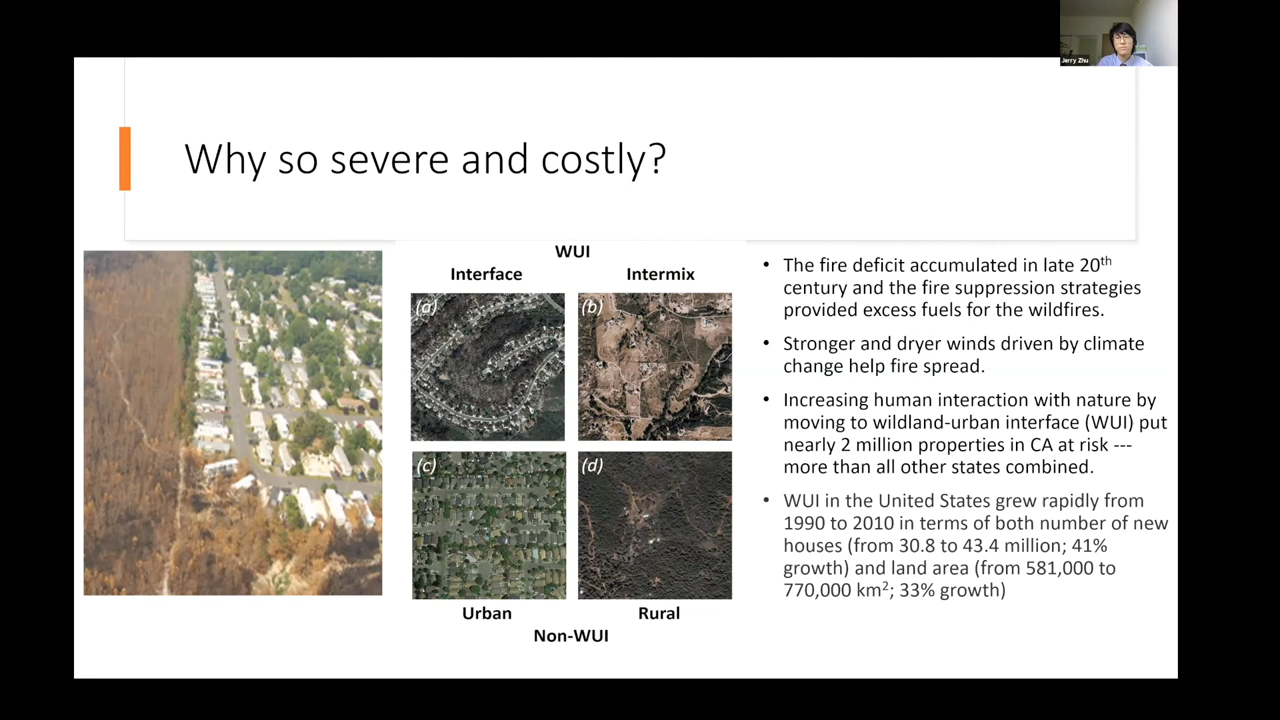 Jerry Zhu
Why so severe and costly?
WUI
Interface
Intermix
(a)
(b)
(c)
(d)
Urban
Rural
Non-WUI
• The fire deficit accumulated in late 20th
century and the fire suppression strategies
provided excess fuels for the wildfires.
• Stronger and dryer winds driven by climate
change help fire spread.
• Increasing human interaction with nature by
moving to wildland-urban interface (WUI) put
nearly 2 million properties in CA at risk ---
more than all other states combined.
• WUI in the United States grew rapidly from
1990 to 2010 in terms of both number of new
houses (from 30.8 to 43.4 million; 41%
growth) and land area (from 581,000 to
770,000 km²; 33% growth)